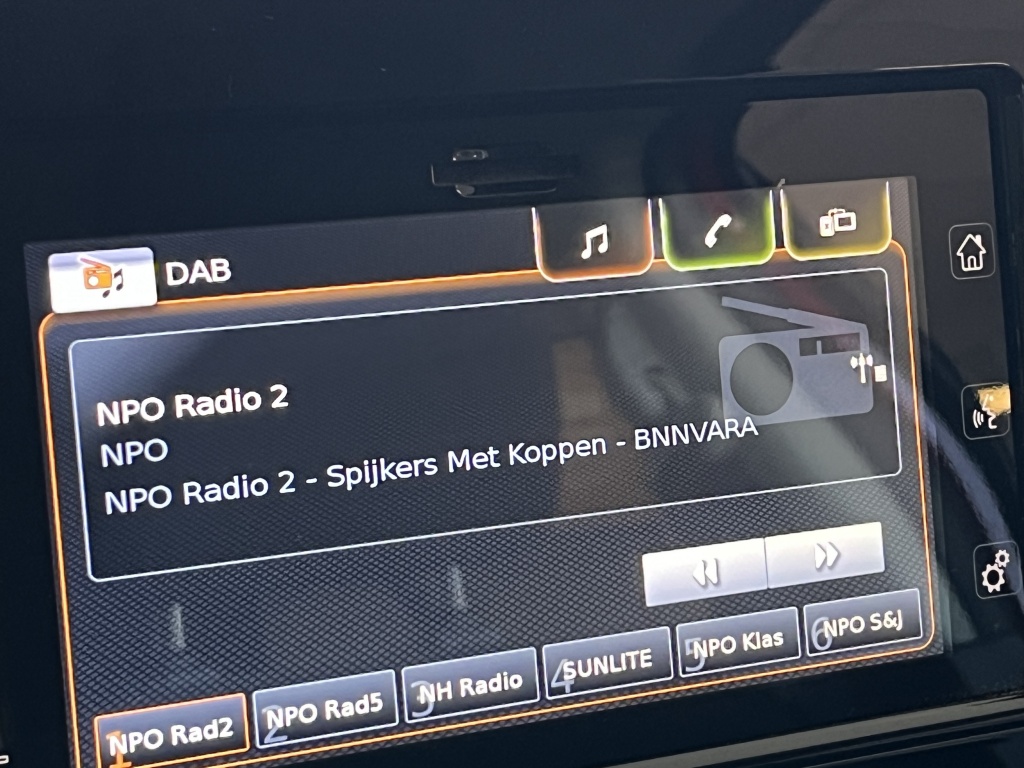 DAB
NPO Radio 2
NPO
NPO Radio 2 - Spijkers Met Koppen - BNNVARA
1 NPO Rad2
2 NPO Rad5
3 NH Radio
4 SUNLITE
5 NPO Klas
6 NPO S&J